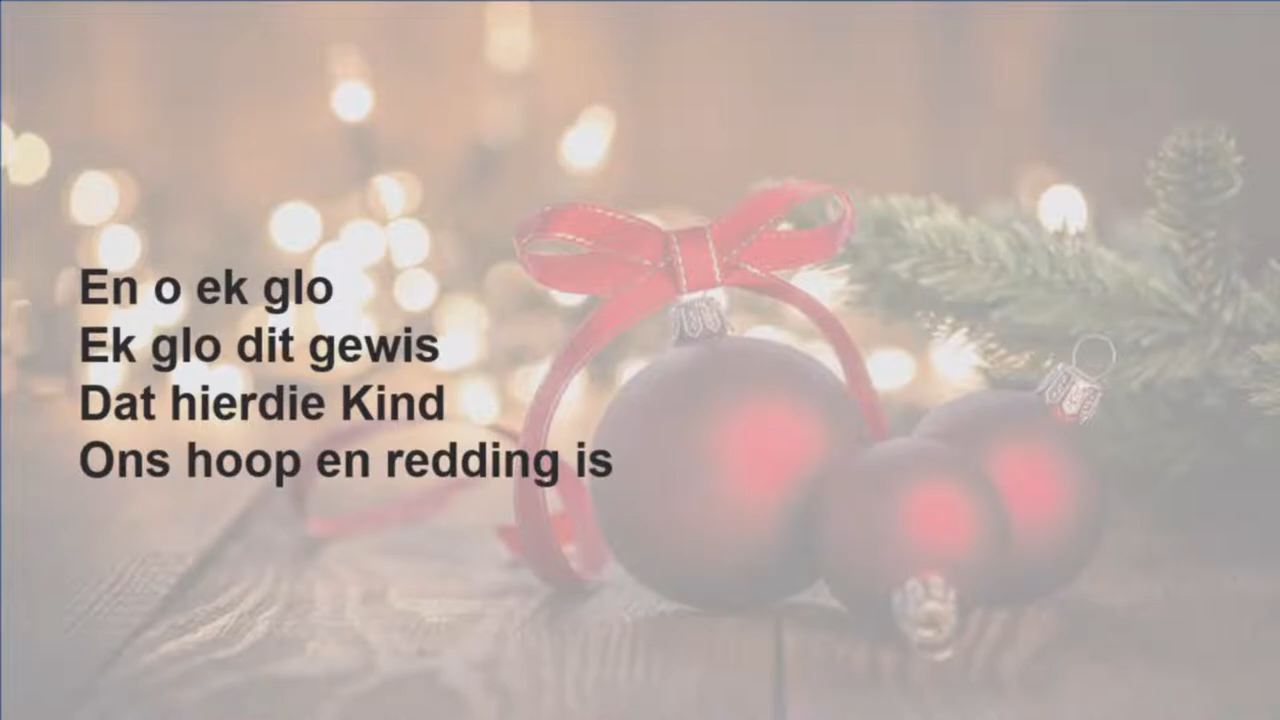 En o ek glo
Ek glo dit gewis
Dat hierdie Kind
Ons hoop en redding is